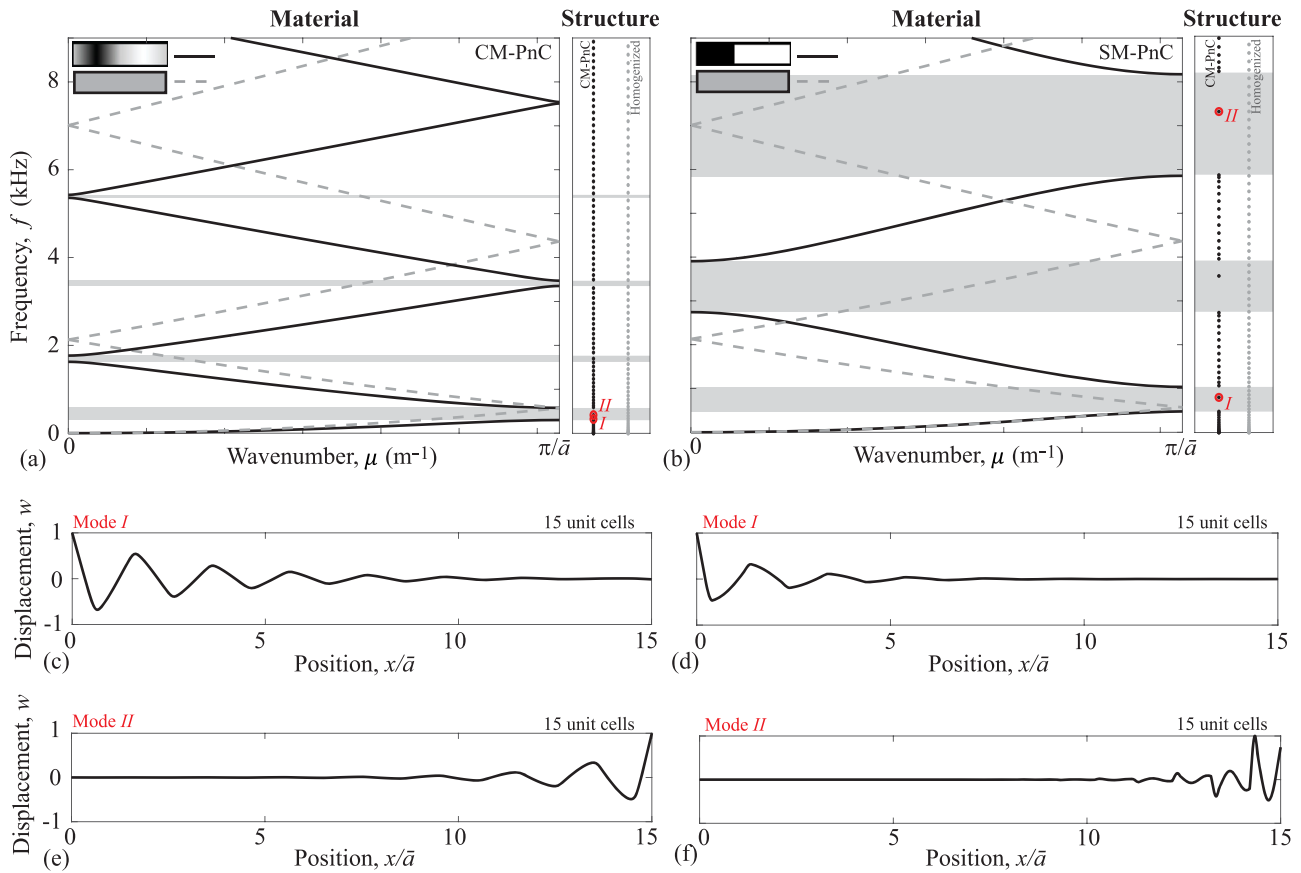 Material
Structure
CM-PnC
CM-PnC
Homogenized
8
6
4
2
0
Frequency, f (kHz)
II
I
0
π/ā
Wavenumber, μ (m⁻¹)
(a)
Material
Structure
SM-PnC
CM-PnC
Homogenized
II
I
0
π/ā
Wavenumber, μ (m⁻¹)
(b)
Mode I
15 unit cells
1
0
-1
Displacement, w
0
5
10
15
Position, x/ā
(c)
Mode I
15 unit cells
0
5
10
15
Position, x/ā
(d)
Mode II
15 unit cells
1
0
-1
Displacement, w
0
5
10
15
Position, x/ā
(e)
Mode II
15 unit cells
0
5
10
15
Position, x/ā
(f)